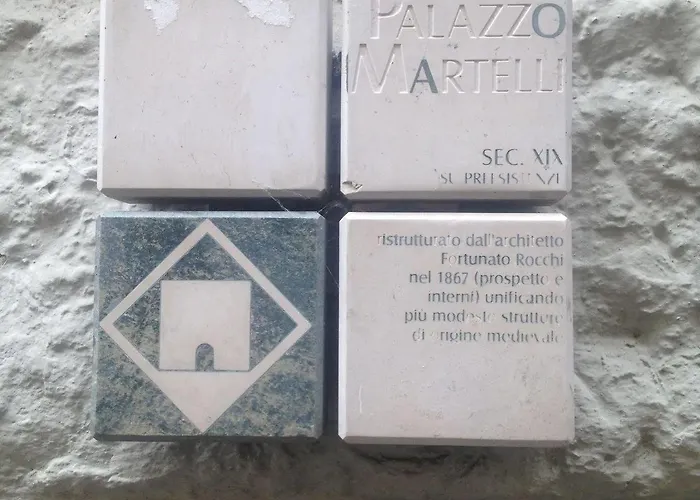 PALAZZO
MARTELLI
SEC. XIX
SU PREESISTENZE
ristrutturato dall'architetto
Fortunato Rocchi
nel 1867 (prospetto e
interni) unificando
più modeste strutture
di origine medievale